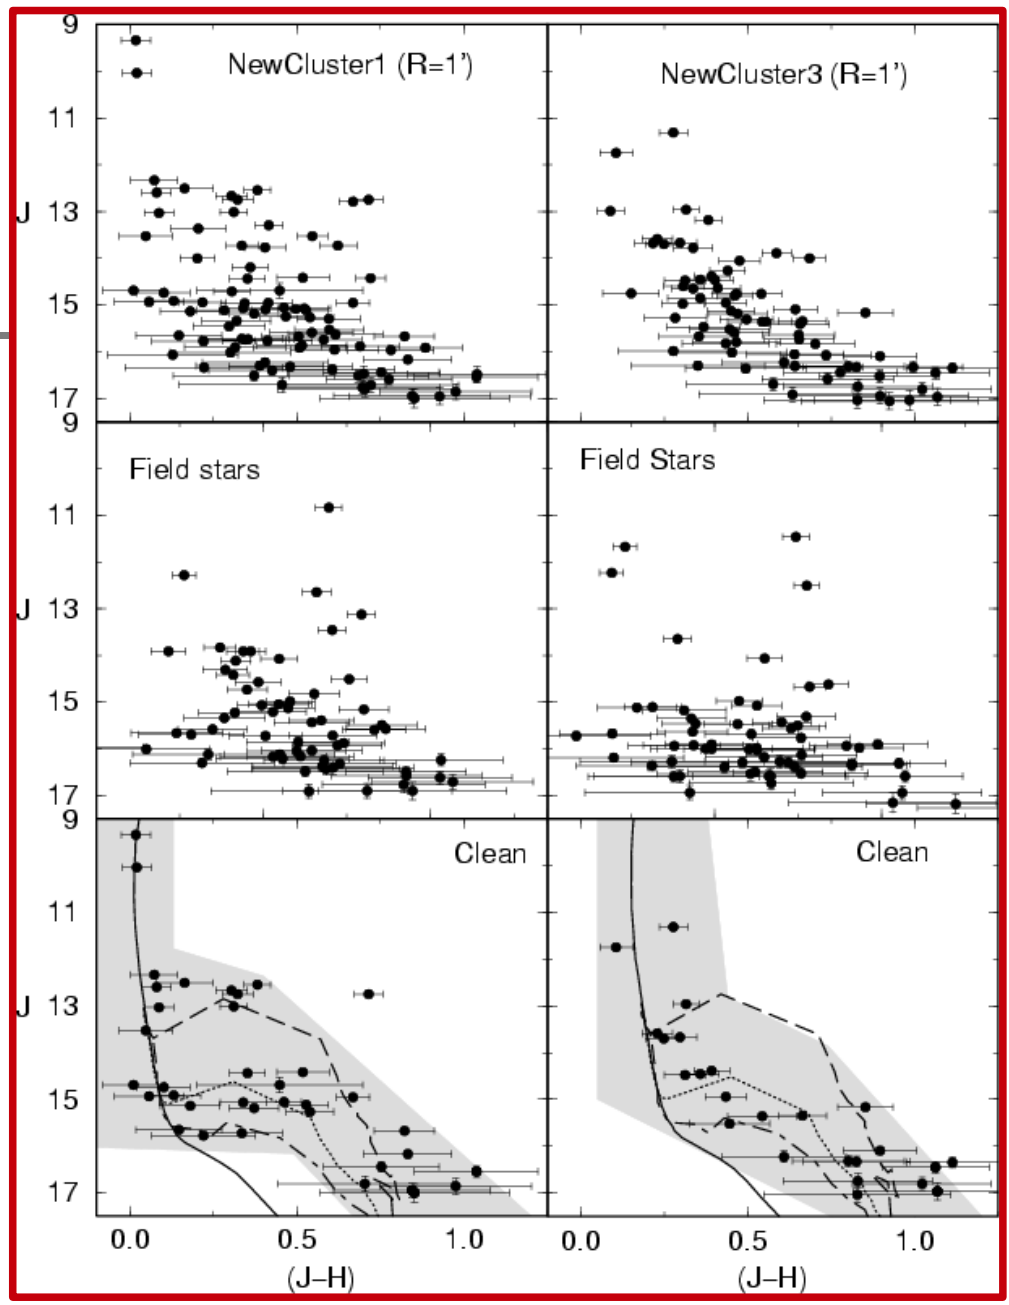 9
NewCluster1 (R=1')
NewCluster3 (R=1')
11
J 13
15
17
9
Field stars
Field Stars
11
J 13
15
17
9
Clean
Clean
11
J 13
15
17
0.0 0.5 1.0
0.0 0.5 1.0
(J–H)
(J–H)